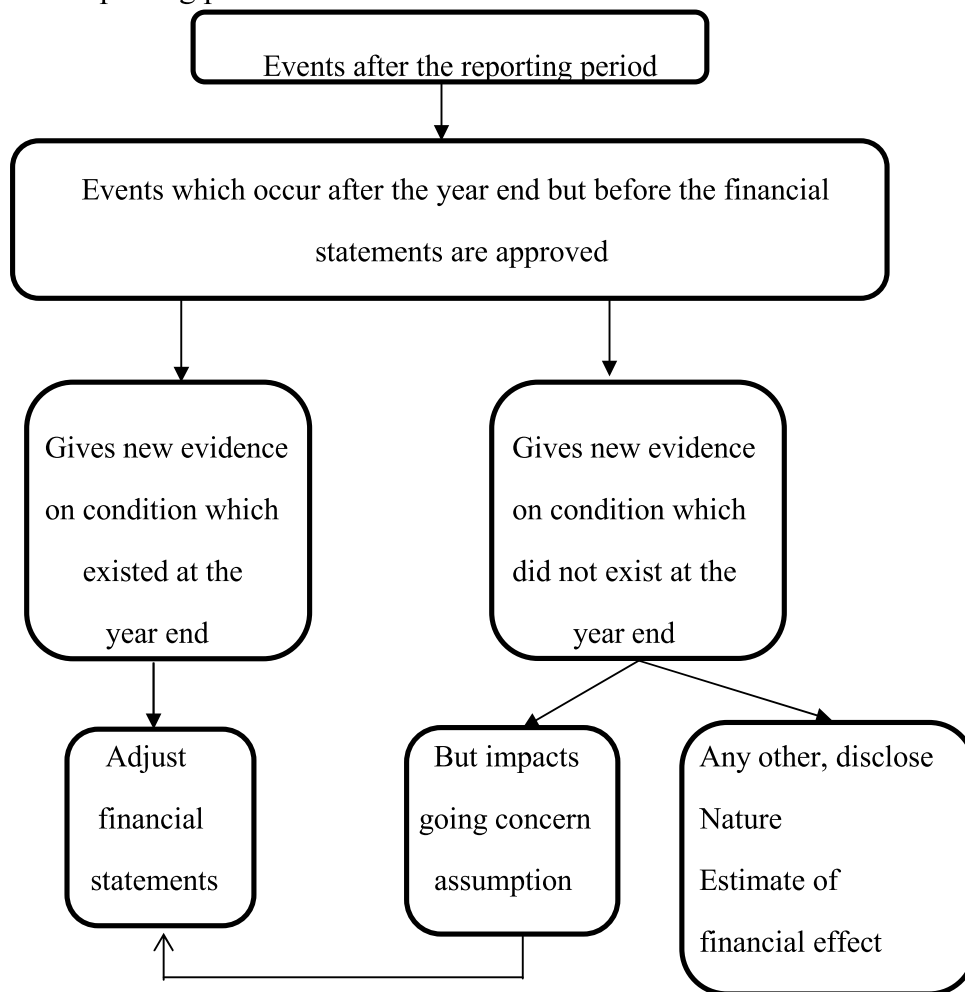 Events after the reporting period
Events which occur after the year end but before the financial
statements are approved
Gives new evidence
on condition which
existed at the
year end
Gives new evidence
on condition which
did not exist at the
year end
Adjust
financial
statements
But impacts
going concern
assumption
Any other, disclose
Nature
Estimate of
financial effect